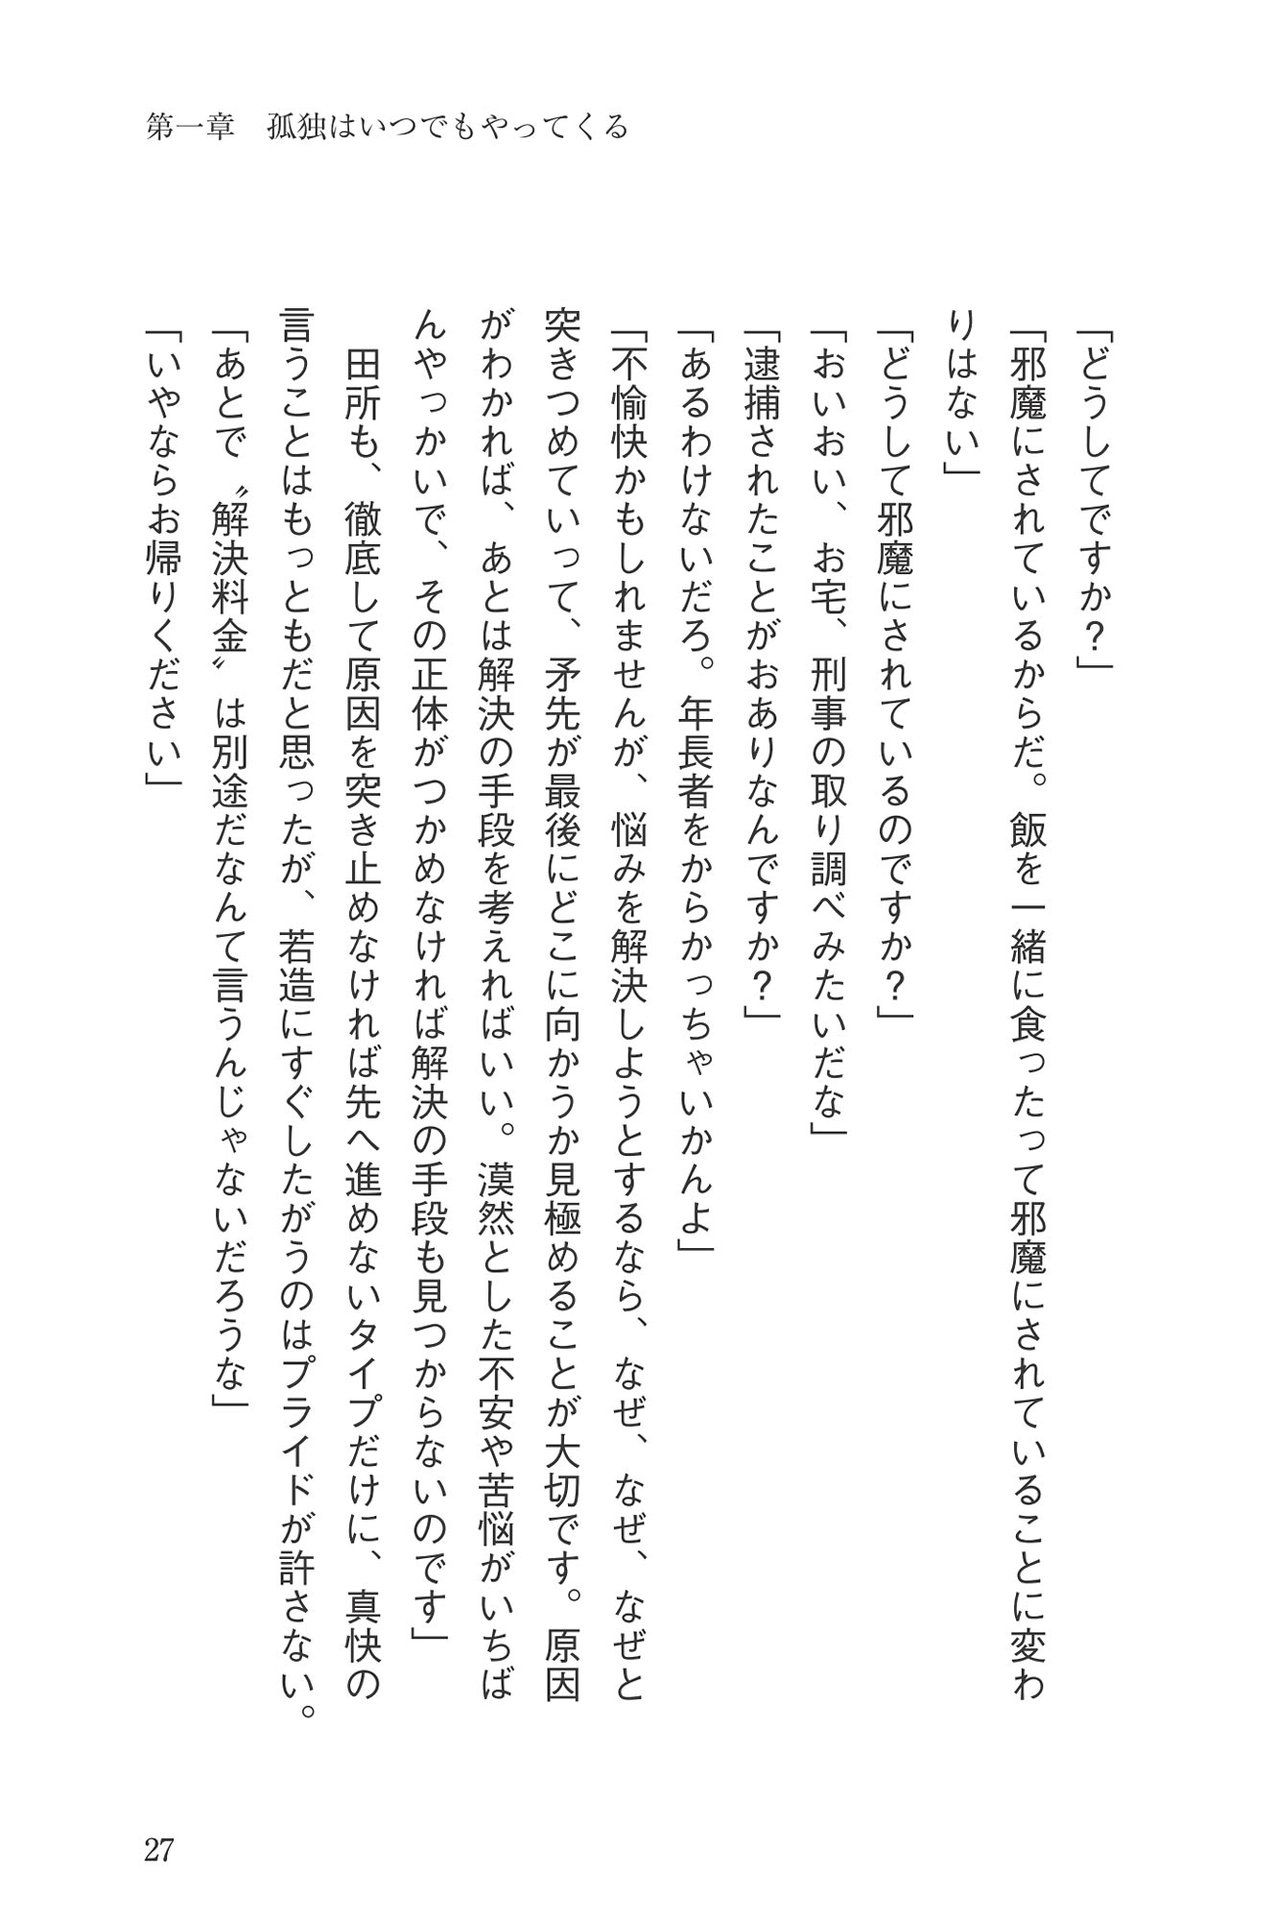 第一章　孤独はいつでもやってくる
「どうしてですか？」
「邪魔にされているからだ。飯を一緒に食ったって邪魔にされていることに変わ
りはない」
「どうして邪魔にされているのですか？」
「おいおい、お宅、刑事の取り調べみたいだな」
「逮捕されたことがおありなんですか？」
「あるわけないだろ。年長者をからかっちゃいかんよ」
「不愉快かもしれませんが、悩みを解決しようとするなら、なぜ、なぜ、なぜと
突きつめていって、矛先が最後にどこに向かうか見極めることが大切です。原因
がわかれば、あとは解決の手段を考えればいい。漠然とした不安や苦悩がいちば
んやっかいで、その正体がつかめなければ解決の手段も見つからないのです」
　田所も、徹底して原因を突き止めなければ先へ進めないタイプだけに、真快の
言うことはもっともだと思ったが、若造にすぐしたがうのはプライドが許さない。
「あとで〝解決料金〟は別途だなんて言うんじゃないだろうな」
「いやならお帰りください」
27